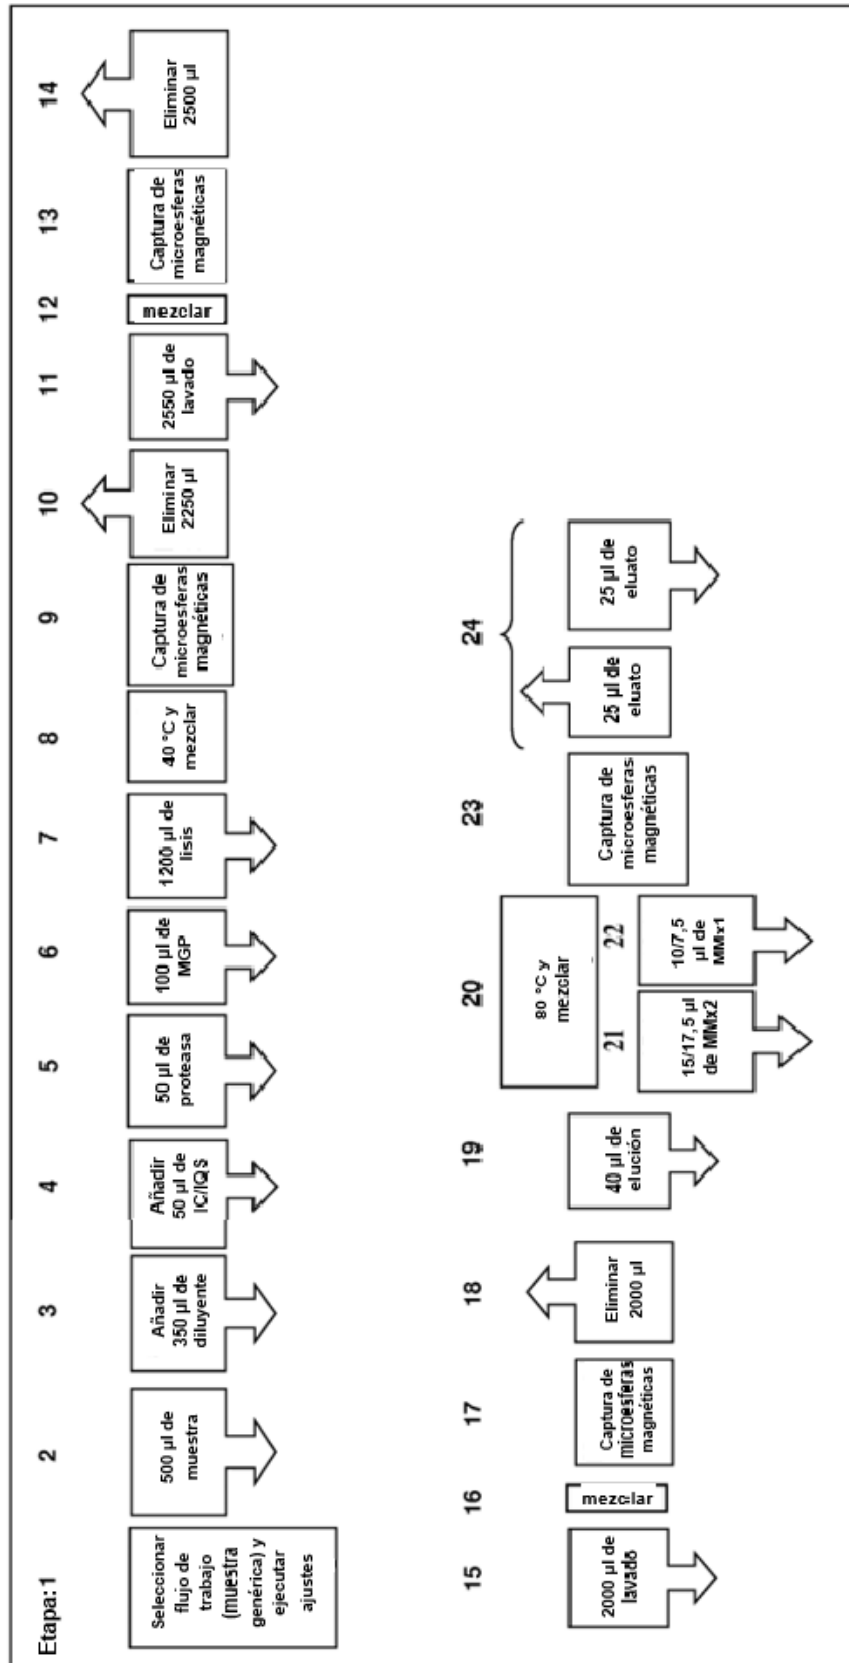 Etapa:1
Seleccionar
flujo de
trabajo
(muestra
genérica) y
ejecutar
ajustes
2
500 µl de
muestra
3
Añadir
350 µl de
diluyente
4
Añadir
50 µl de
IC/IQS
5
50 µl de
proteasa
6
100 µl de
MGP
7
1200 µl de
lisis
8
40 °C y
mezclar
9
Captura de
microesferas
magnéticas
10
Eliminar
2250 µl
11
2550 µl de
lavado
12
mezclar
13
Captura de
microesferas
magnéticas
14
Eliminar
2500 µl
15
2000 µl de
lavado
16
mezclar
17
Captura de
microesferas
magnéticas
18
Eliminar
2000 µl
19
40 µl de
elución
20
80 °C y
mezclar
21
15/17,5 µl
de MMx2
22
10/7,5
µl de
MMx1
23
Captura de
microesferas
magnéticas
24
25 µl de
eluato
25 µl de
eluato